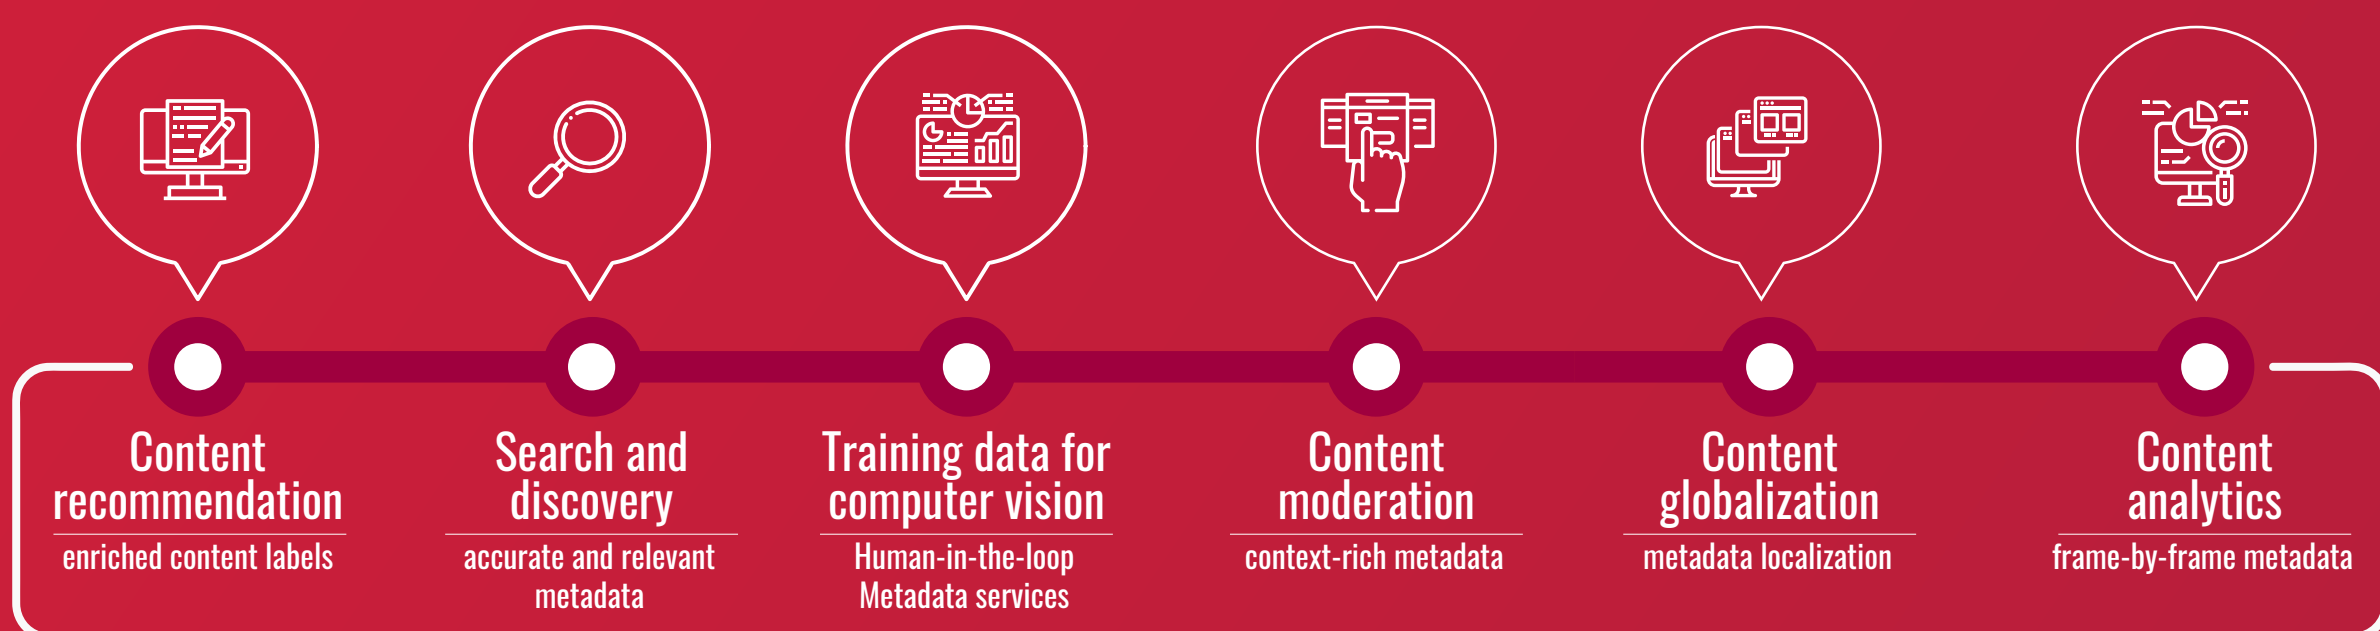 Content
recommendation
enriched content labels
Search and
discovery
accurate and relevant
metadata
Training data for
computer vision
Human-in-the-loop
Metadata services
Content
moderation
context-rich metadata
Content
globalization
metadata localization
Content
analytics
frame-by-frame metadata